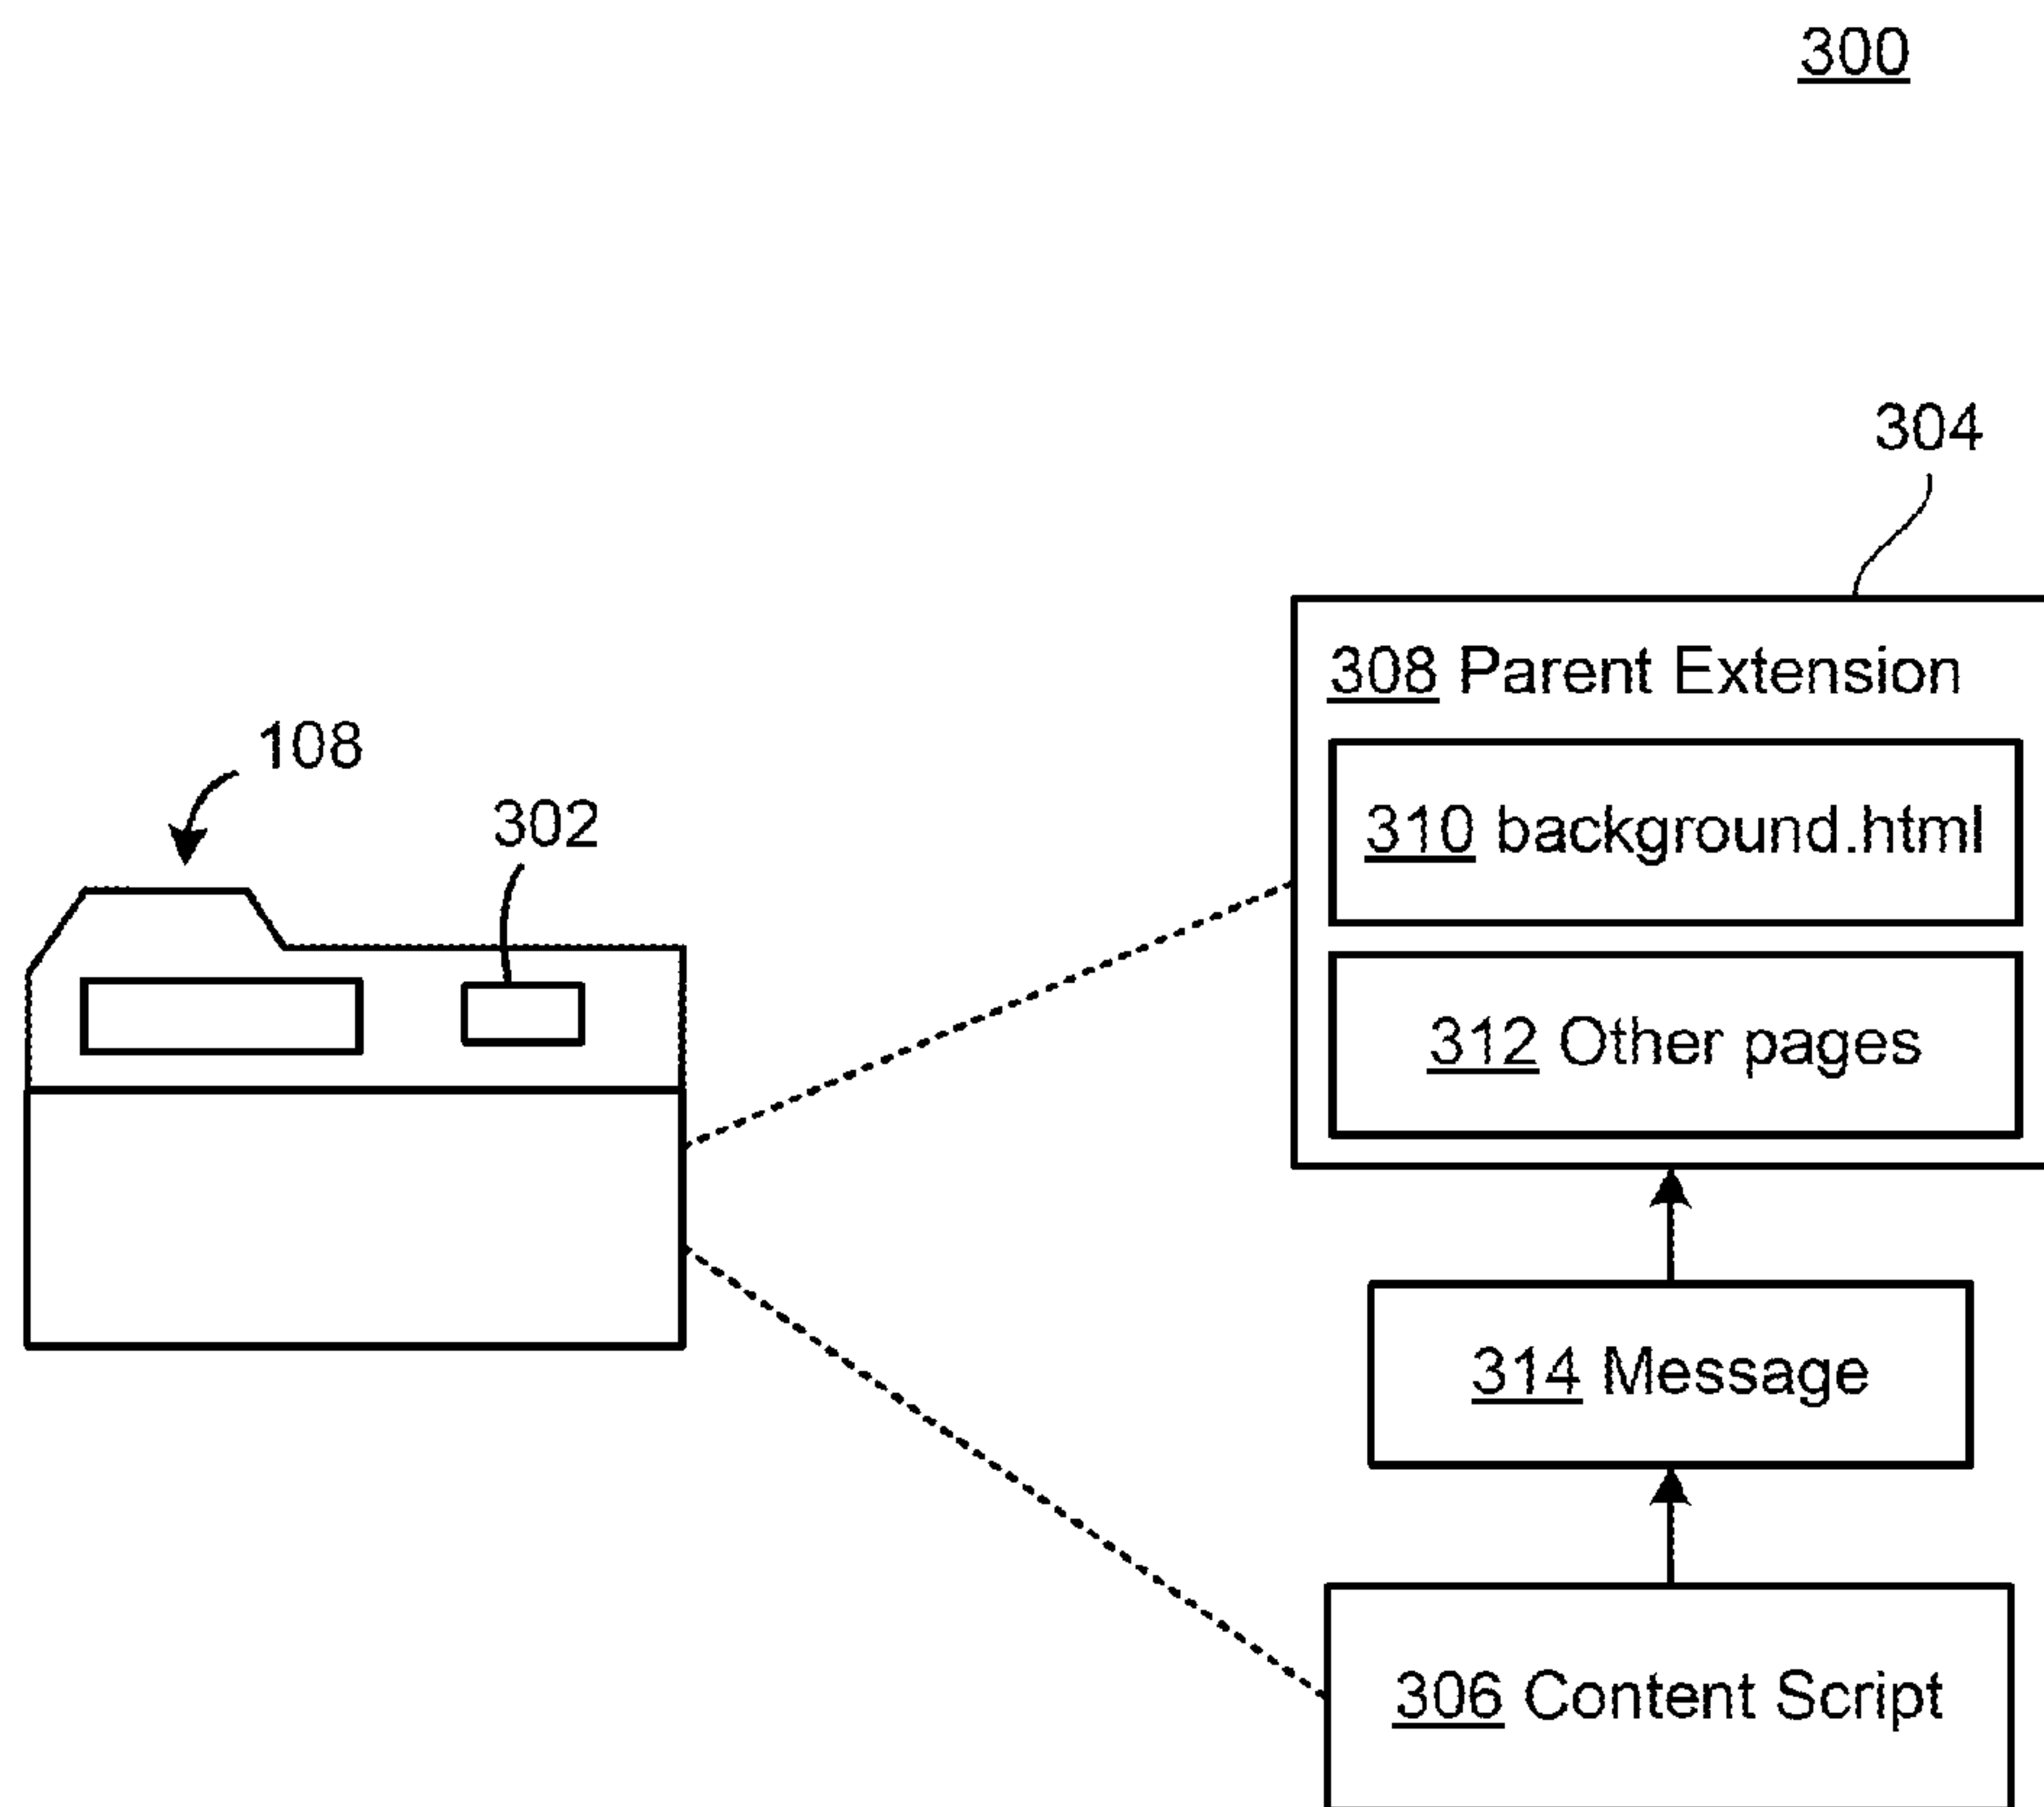 300
304
308 Parent Extension
108
302
310 background.html
312 Other pages
314 Message
306 Content Script